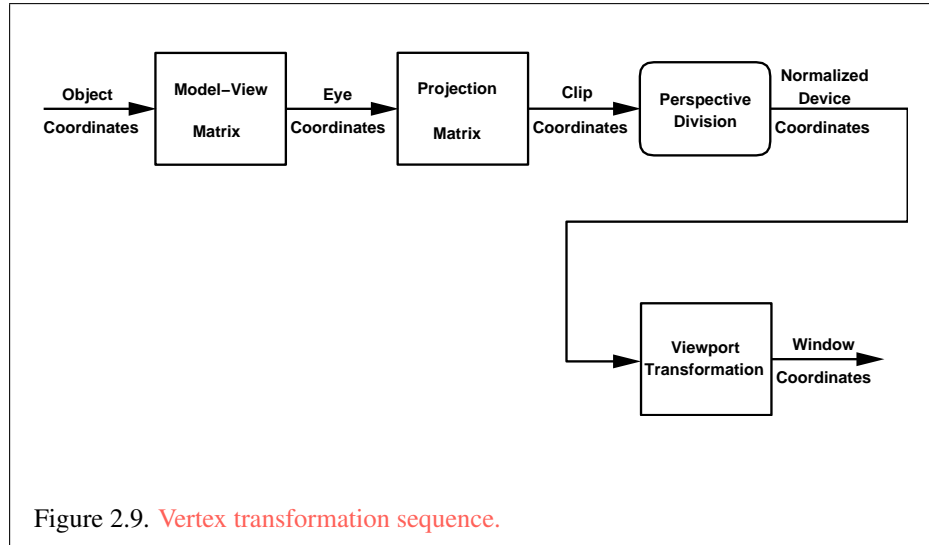 Object
Coordinates
Model–View
Matrix
Eye
Coordinates
Projection
Matrix
Clip
Coordinates
Perspective
Division
Normalized
Device
Coordinates
Viewport
Transformation
Window
Coordinates
Figure 2.9. Vertex transformation sequence.